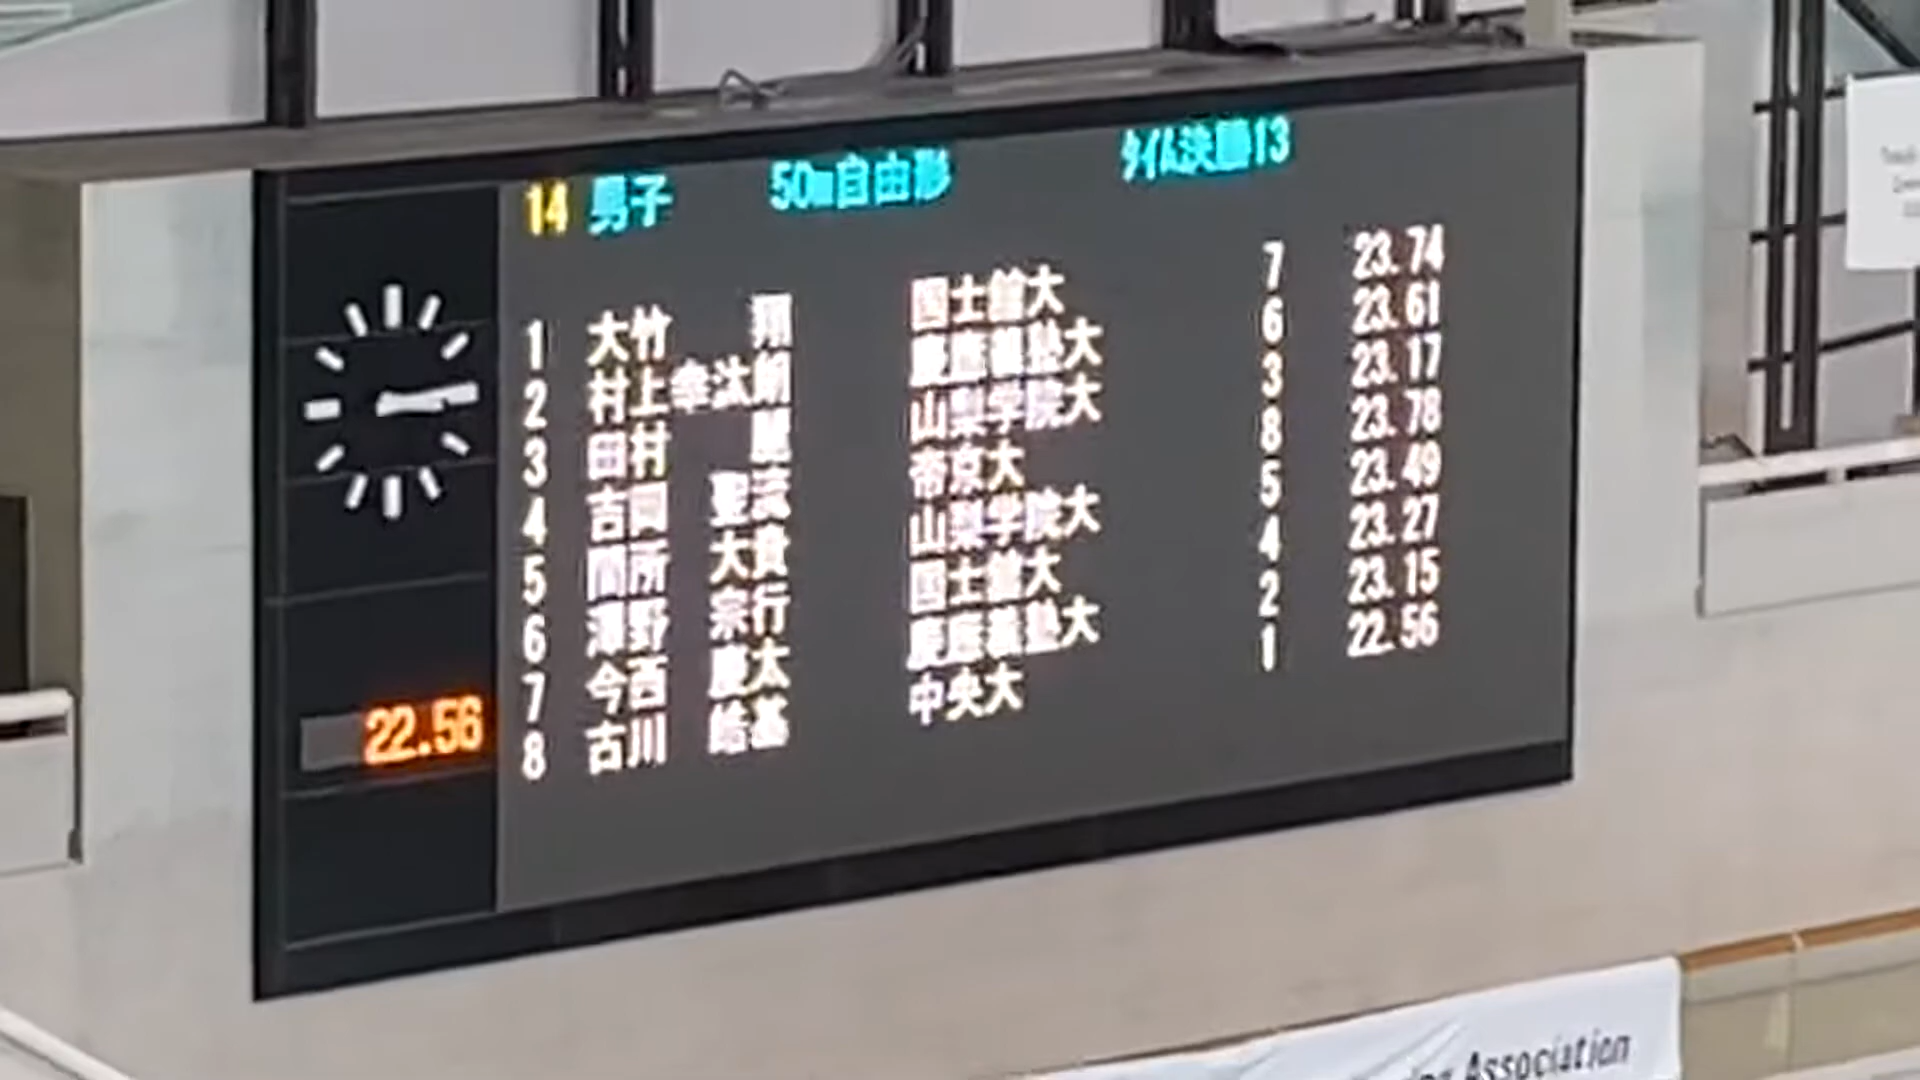 14 男子 50m自由形 タイム決勝13
1 大竹 翔 国士舘大 7 23.74
2 村上幸汰朗 慶應義塾大 6 23.61
3 田村 山梨学院大 3 23.17
4 吉岡 聖 帝京大 8 23.78
5 間所 大貴 山梨学院大 5 23.49
6 澤野 宗行 国士舘大 4 23.27
7 今西 慶太 慶應義塾大 2 23.15
8 古川 皓基 中央大 1 22.56
22.56
Association